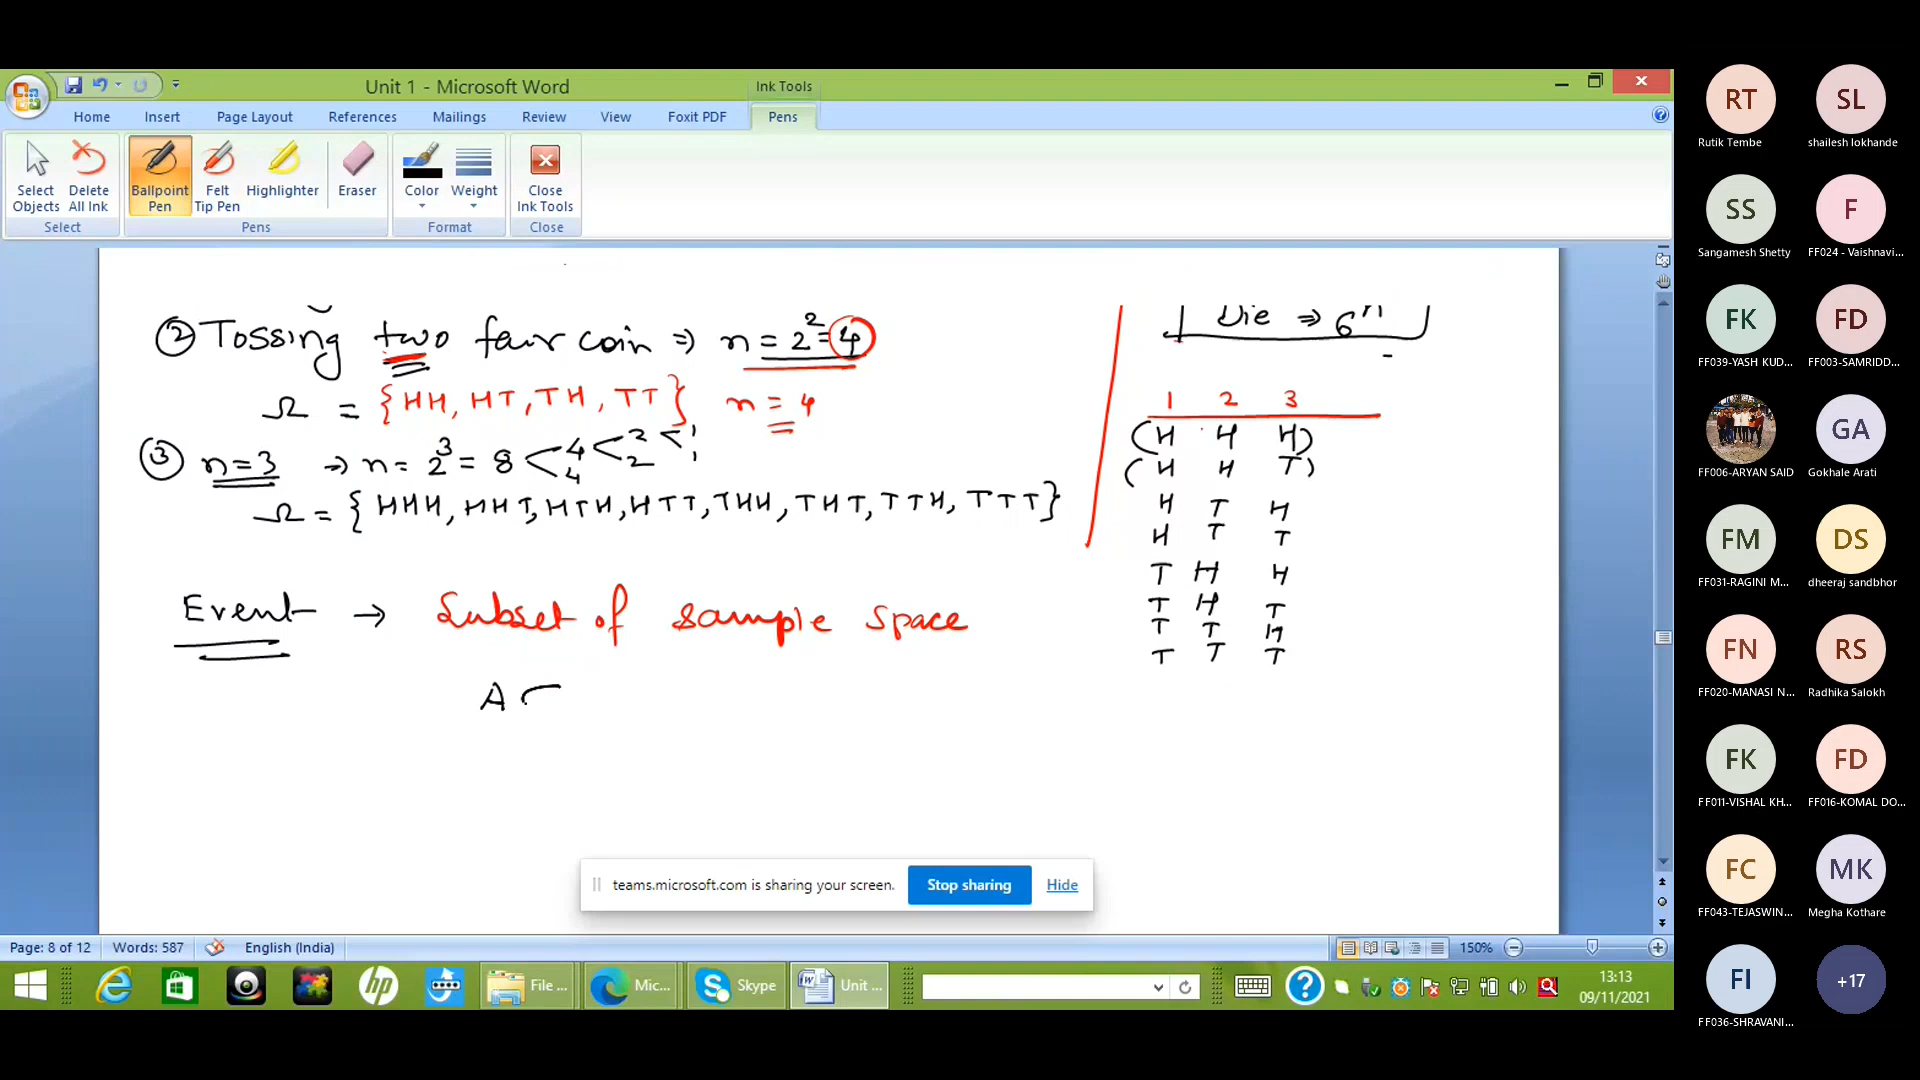 Unit 1 - Microsoft Word
Ink Tools
Home Insert Page Layout References Mailings Review View Foxit PDF Pens
Select Objects
Delete All Ink
Ballpoint Pen
Felt Tip Pen
Highlighter
Eraser
Color
Weight
Close Ink Tools
Select Pens Format Close
② Tossing two fair coin ⇒ n = 2² = 4
Ω = {HH, HT, TH, TT} n = 4
③ n=3 → n = 2³ = 8 < 4 4 < 2 2 < 1 1
Ω = {HHH, HHT, HTH, HTT, THH, THT, TTH, TTT}
Event → Subset of sample space
A
Die ⇒ 6ⁿ
1 2 3
(H H H)
(H H T)
H T H
H T T
T H H
T H T
T T H
T T T
teams.microsoft.com is sharing your screen. Stop sharing Hide
Page: 8 of 12 Words: 587 English (India) 150%
File ... Mic... Skype Unit ...
13:13
09/11/2021
RT SL
Rutik Tembe shailesh lokhande
SS F
Sangamesh Shetty FF024 - Vaishnavi...
FK FD
FF039-YASH KUD... FF003-SAMRIDD...
GA
FF006-ARYAN SAID Gokhale Arati
FM DS
FF031-RAGINI M... dheeraj sandbhor
FN RS
FF020-MANASI N... Radhika Salokh
FK FD
FF011-VISHAL KH... FF016-KOMAL DO...
FC MK
FF043-TEJASWIN... Megha Kothare
FI +17
FF036-SHRAVANI...